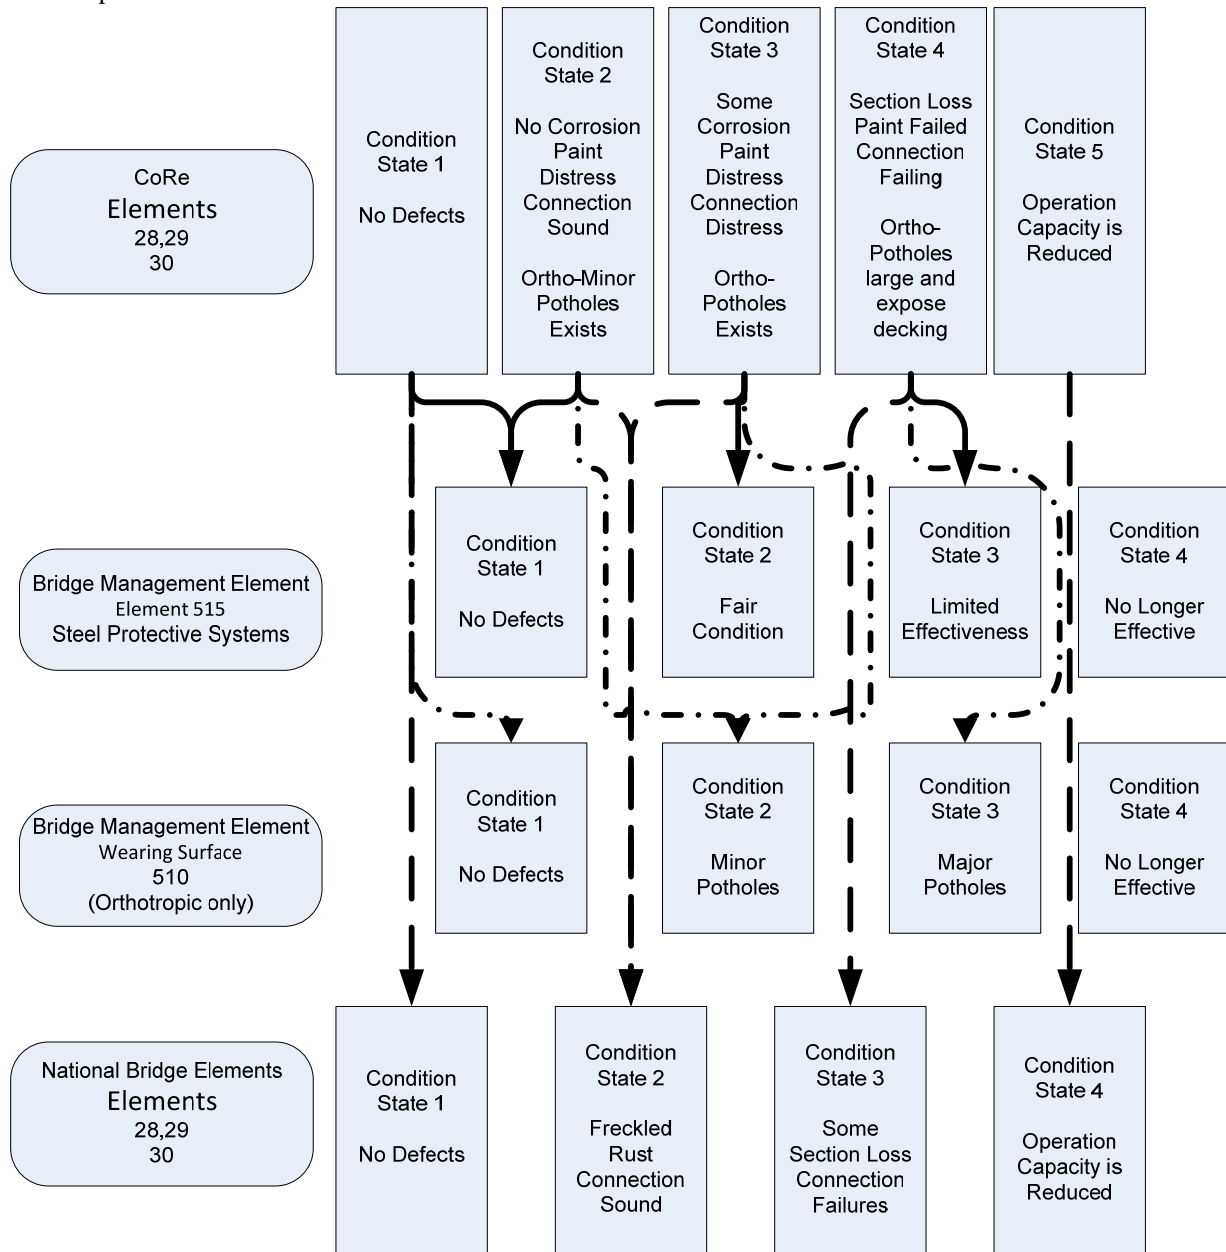 CoRe
Elements
28,29
30
Condition
State 1
No Defects
Condition
State 2
No Corrosion
Paint
Distress
Connection
Sound
Ortho-Minor
Potholes
Exists
Condition
State 3
Some
Corrosion
Paint
Distress
Connection
Distress
Ortho-
Potholes
Exists
Condition
State 4
Section Loss
Paint Failed
Connection
Failing
Ortho-
Potholes
large and
expose
decking
Condition
State 5
Operation
Capacity is
Reduced
Bridge Management Element
Element 515
Steel Protective Systems
Condition
State 1
No Defects
Condition
State 2
Fair
Condition
Condition
State 3
Limited
Effectiveness
Condition
State 4
No Longer
Effective
Bridge Management Element
Wearing Surface
510
(Orthotropic only)
Condition
State 1
No Defects
Condition
State 2
Minor
Potholes
Condition
State 3
Major
Potholes
Condition
State 4
No Longer
Effective
National Bridge Elements
Elements
28,29
30
Condition
State 1
No Defects
Condition
State 2
Freckled
Rust
Connection
Sound
Condition
State 3
Some
Section Loss
Connection
Failures
Condition
State 4
Operation
Capacity is
Reduced